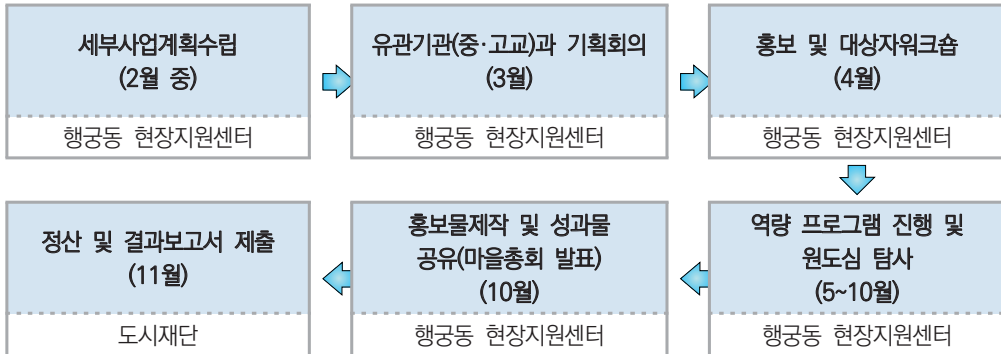 세부사업계획수립
(2월 중)
행궁동 현장지원센터
유관기관(중·고교)과 기획회의
(3월)
행궁동 현장지원센터
홍보 및 대상자워크숍
(4월)
행궁동 현장지원센터
역량 프로그램 진행 및
원도심 탐사
(5~10월)
행궁동 현장지원센터
홍보물제작 및 성과물
공유(마을총회 발표)
(10월)
행궁동 현장지원센터
정산 및 결과보고서 제출
(11월)
도시재단